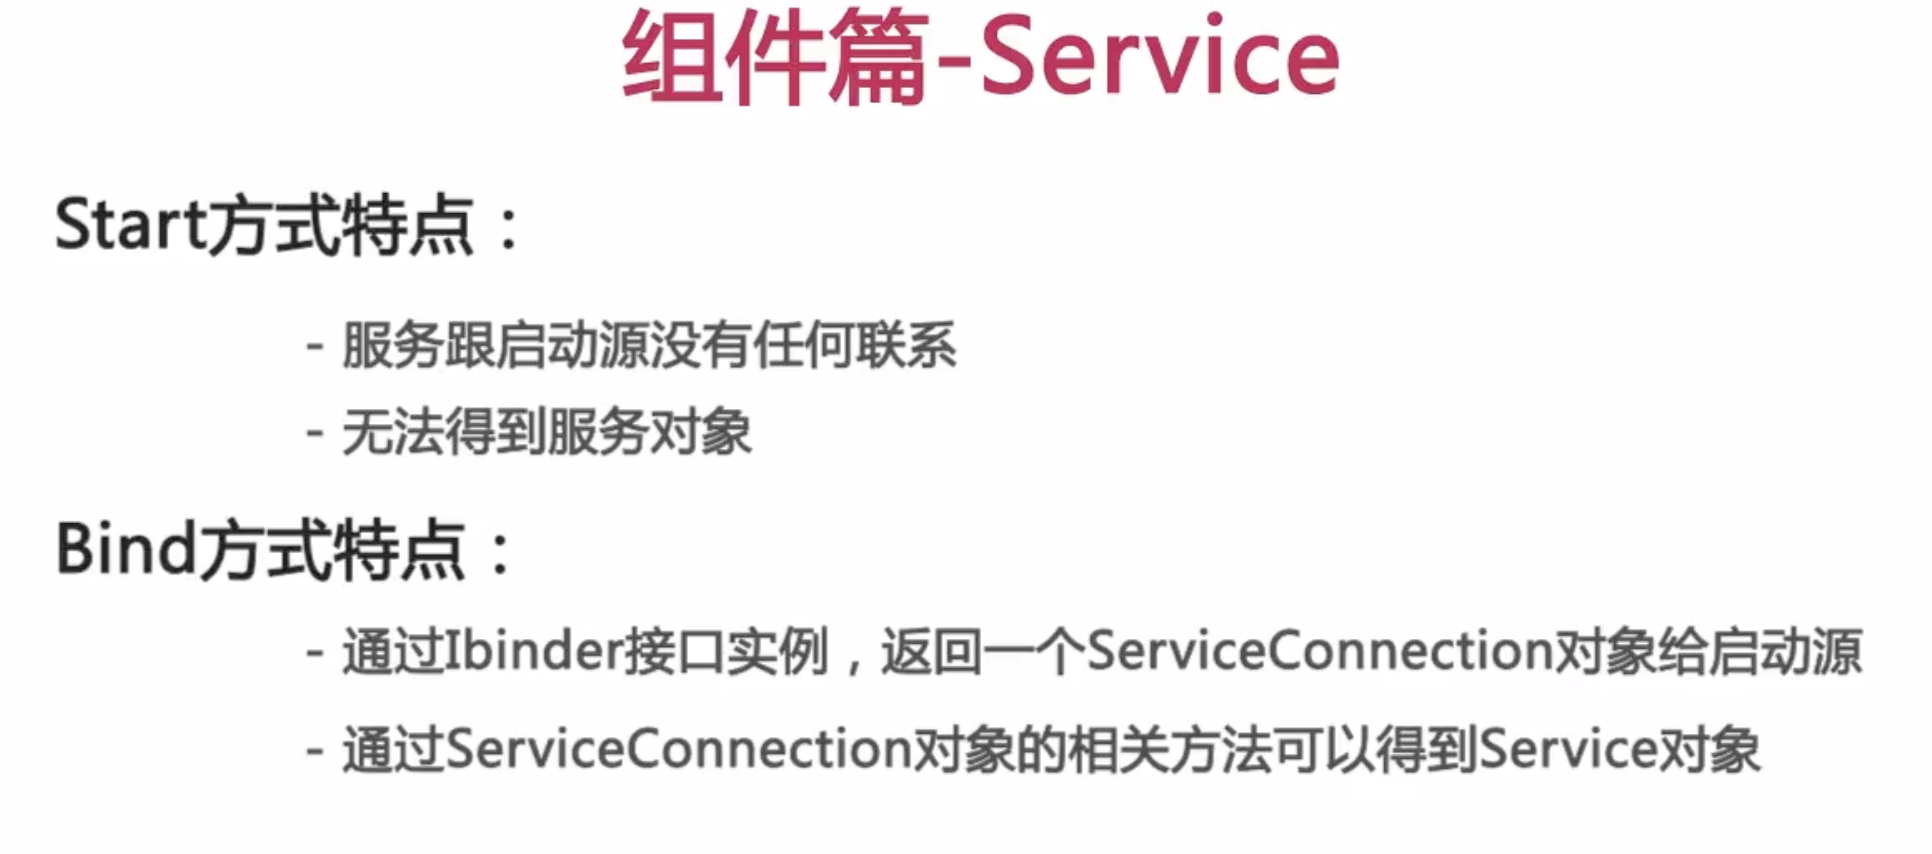 组件篇-Service
Start方式特点：
- 服务跟启动源没有任何联系
- 无法得到服务对象
Bind方式特点：
- 通过Ibinder接口实例，返回一个ServiceConnection对象给启动源
- 通过ServiceConnection对象的相关方法可以得到Service对象